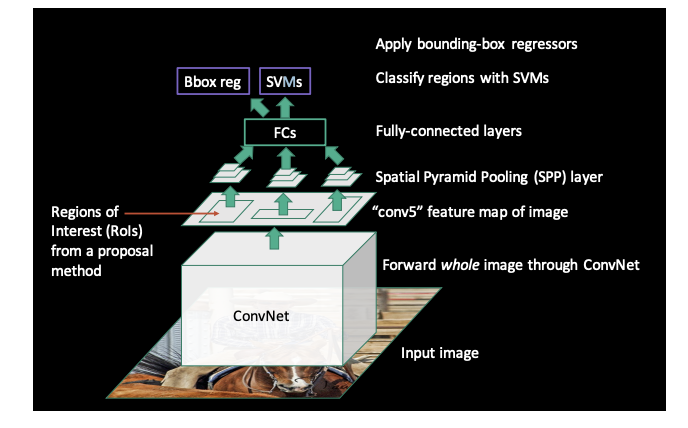 Apply bounding-box regressors
Bbox reg
SVMs
Classify regions with SVMs
FCs
Fully-connected layers
Spatial Pyramid Pooling (SPP) layer
Regions of
Interest (RoIs)
from a proposal
method
“conv5” feature map of image
Forward whole image through ConvNet
ConvNet
Input image